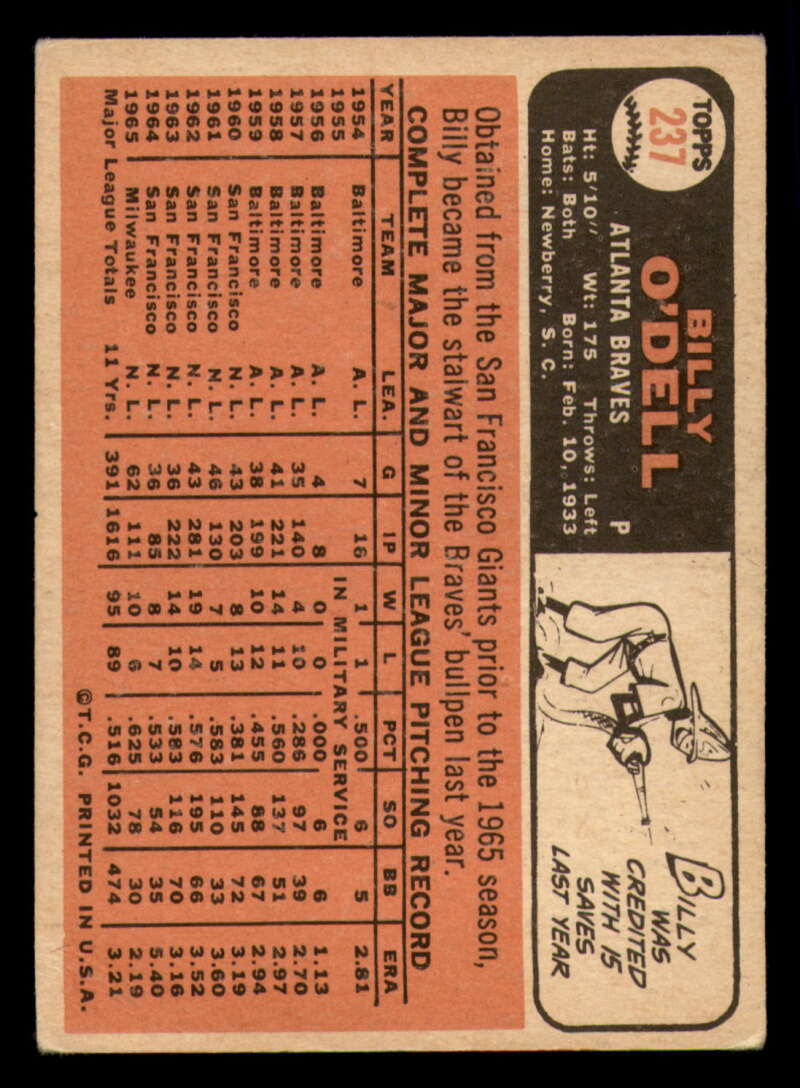 TOPPS
237
BILLY
O'DELL
ATLANTA BRAVES P
Ht: 5/10'' Wt: 175 Throws: Left
Bats: Both Born: Feb. 10, 1933
Home: Newberry, S. C.
BILLY
WAS
CREDITED
WITH 15
SAVES
LAST YEAR
Obtained from the San Francisco Giants prior to the 1965 season,
Billy became the stalwart of the Braves' bullpen last year.
COMPLETE MAJOR AND MINOR LEAGUE PITCHING RECORD
YEAR TEAM LEA. G IP W L PCT SO BB ERA
1954 Baltimore A. L. 7 16 1 1 .500 6 5 2.81
1955 IN MILITARY SERVICE
1956 Baltimore A. L. 4 8 0 0 .000 6 6 1.13
1957 Baltimore A. L. 35 140 4 10 .286 97 39 2.70
1958 Baltimore A. L. 41 221 14 11 .560 137 51 2.97
1959 Baltimore A. L. 38 199 10 12 .455 88 67 2.94
1960 San Francisco N. L. 43 203 8 13 .381 145 72 3.19
1961 San Francisco N. L. 46 130 7 5 .583 110 33 3.60
1962 San Francisco N. L. 43 281 19 14 .576 195 66 3.52
1963 San Francisco N. L. 36 222 14 10 .583 116 70 3.16
1964 San Francisco N. L. 36 85 8 7 .533 54 35 5.40
1965 Milwaukee N. L. 62 111 10 6 .625 78 30 2.19
Major League Totals 11 Yrs. 391 1616 95 89 .516 1032 474 3.21
©T.C.G. PRINTED IN U.S.A.